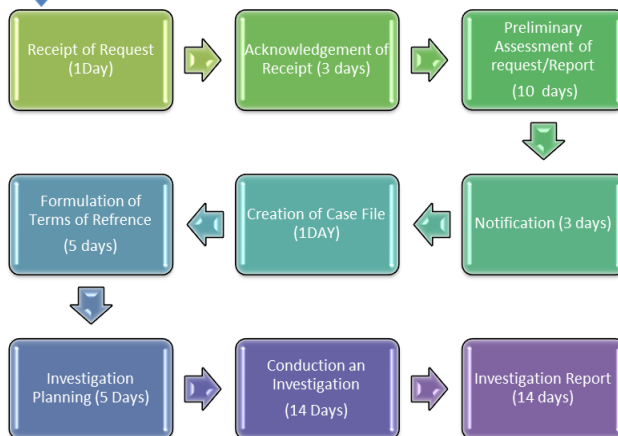 Receipt of Request
(1Day)
Acknowledgement of
Receipt (3 days)
Preliminary
Assessment of
request/Report
(10 days)
Notification (3 days)
Creation of Case File
(1DAY)
Formulation of
Terms of Refrence
(5 days)
Investigation
Planning (5 Days)
Conduction an
Investigation
(14 Days)
Investigation Report
(14 days)